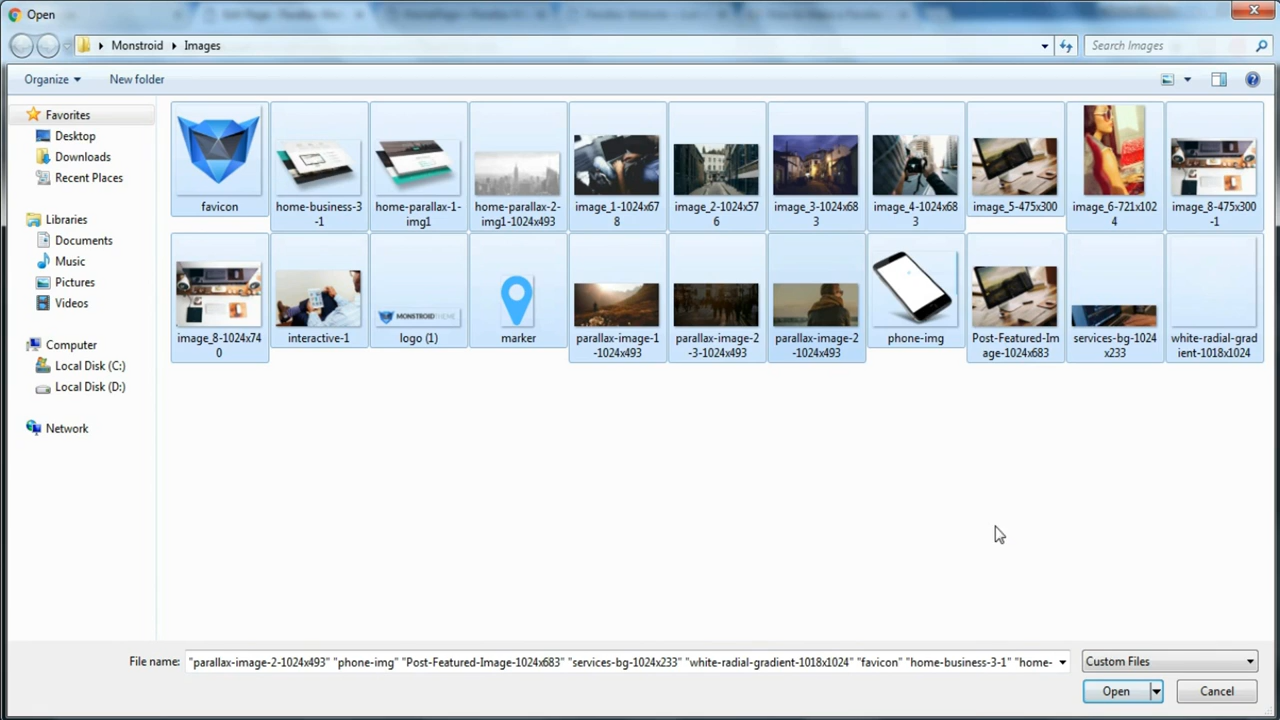 Open
Monstroid
Images
Search Images
Organize
New folder
Favorites
Desktop
Downloads
Recent Places
Libraries
Documents
Music
Pictures
Videos
Computer
Local Disk (C:)
Local Disk (D:)
Network
favicon
home-business-3
-1
home-parallax-1-
img1
home-parallax-2-
img1-1024x493
image_1-1024x67
8
image_2-1024x57
6
image_3-1024x68
3
image_4-1024x68
3
image_5-475x300
image_6-721x102
4
image_8-475x300
-1
image_8-1024x74
0
interactive-1
MONSTROIDTHEME
logo (1)
marker
parallax-image-1
-1024x493
parallax-image-2
-3-1024x493
parallax-image-2
-1024x493
phone-img
Post-Featured-Im
age-1024x683
services-bg-1024
x233
white-radial-grad
ient-1018x1024
File name:
"parallax-image-2-1024x493" "phone-img" "Post-Featured-Image-1024x683" "services-bg-1024x233" "white-radial-gradient-1018x1024" "favicon" "home-business-3-1" "home-
Custom Files
Open
Cancel